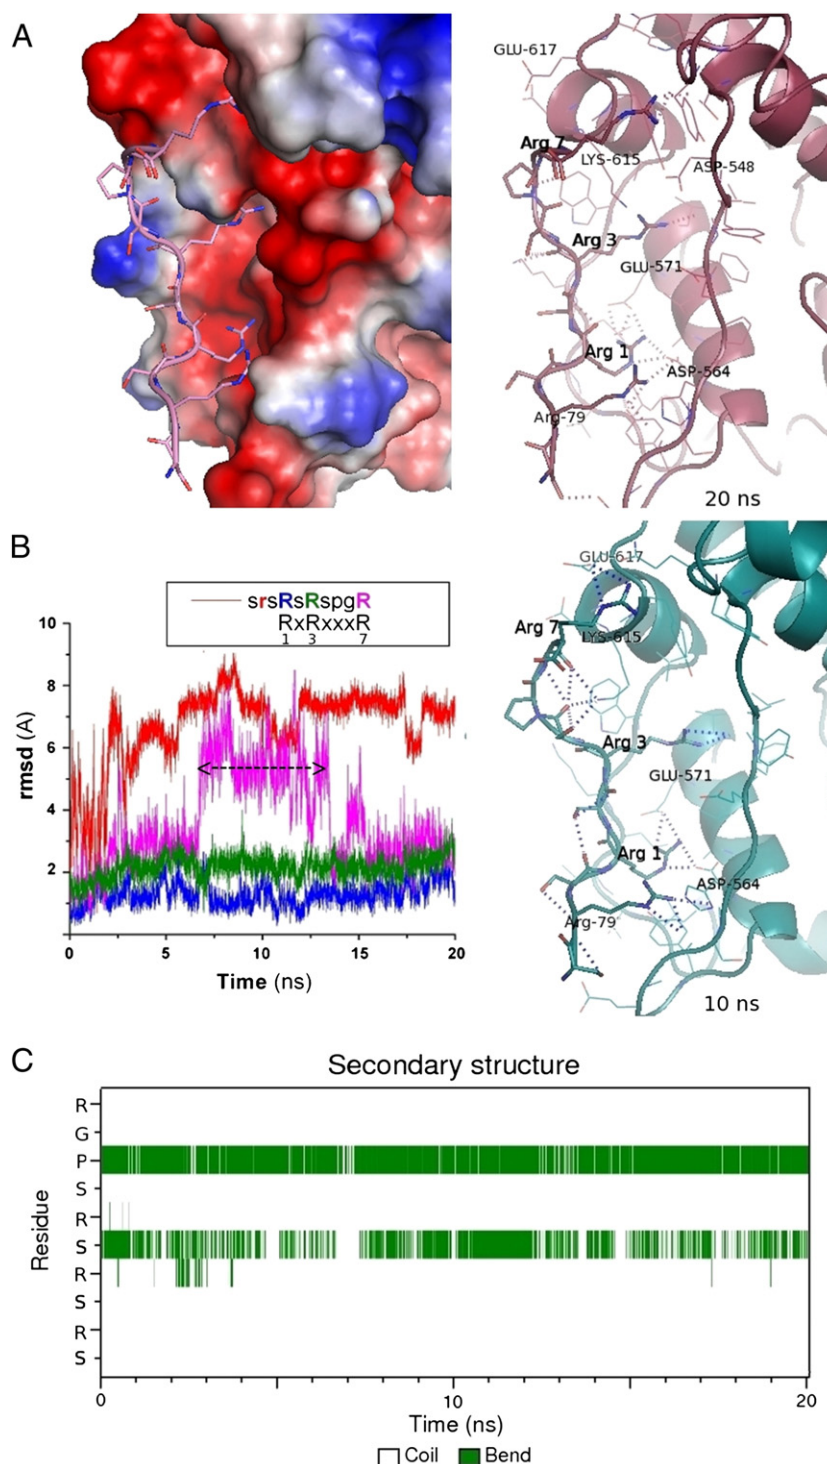 A
GLU-617
Arg 7
LYS-615
ASP-548
Arg 3
GLU-571
Arg 1
ASP-564
Arg-79
20 ns
B
srsRsRspgR
RxRxxxR
1 3 7
10
8
6
4
2
rmsd (A)
0 5 10 15 20
Time (ns)
GLU-617
Arg 7
LYS-615
Arg 3
GLU-571
Arg 1
ASP-564
Arg-79
10 ns
C
Secondary structure
R
G
P
S
R
S
R
S
R
S
Residue
0 10 20
Time (ns)
Coil Bend